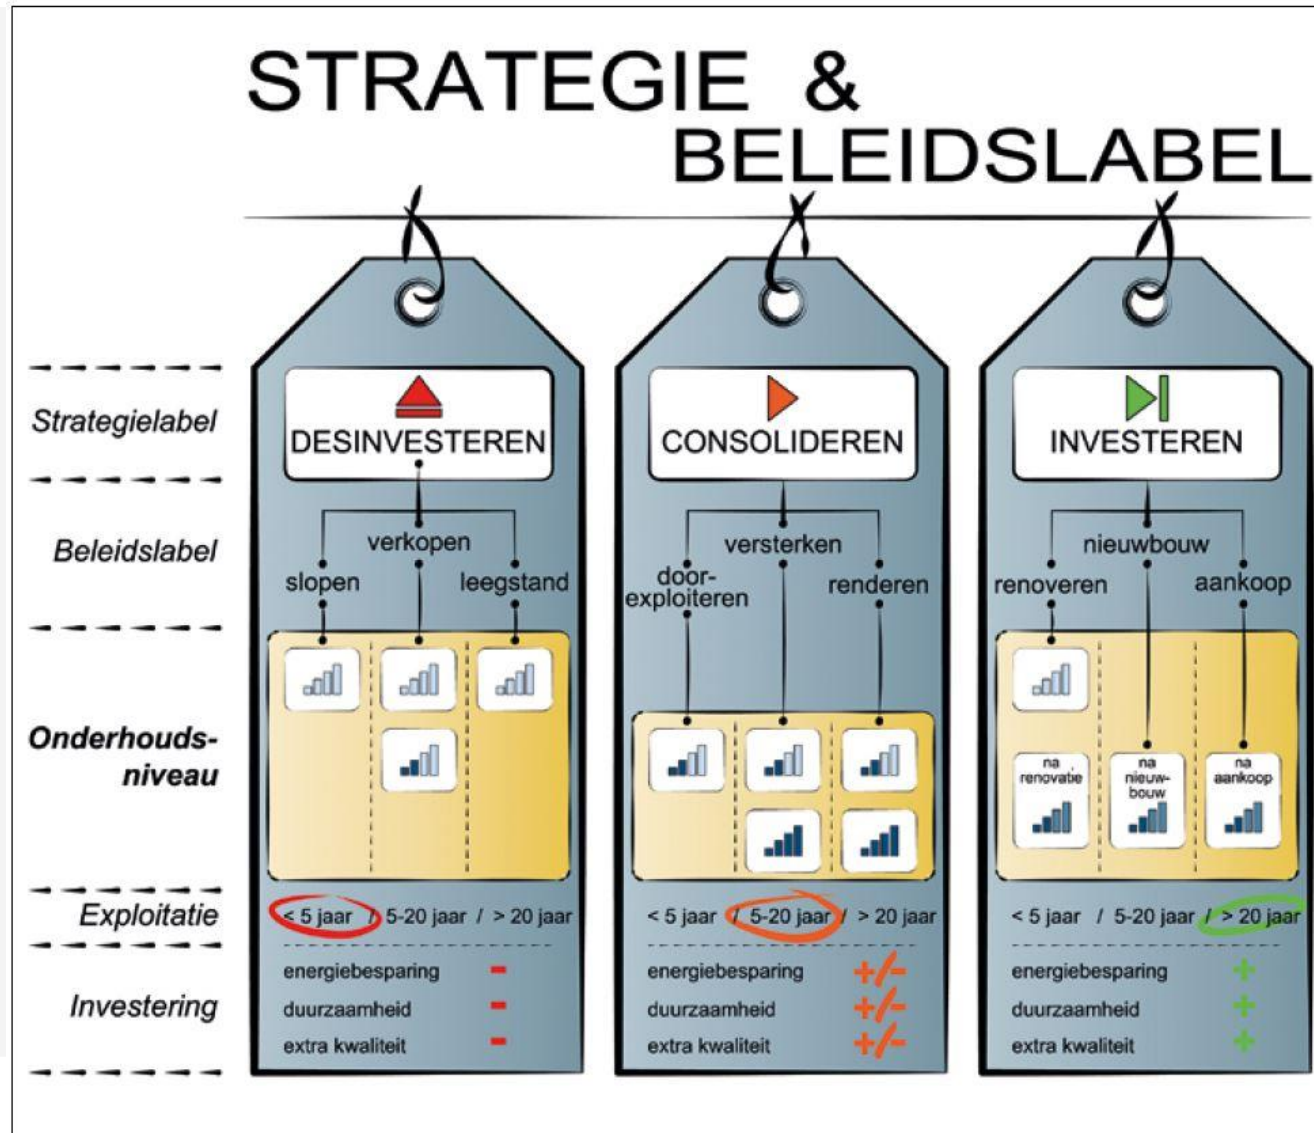 STRATEGIE &
BELEIDSLABEL
Strategielabel
DESINVESTEREN
CONSOLIDEREN
INVESTEREN
Beleidslabel
slopen
verkopen
leegstand
door-
exploiteren
versterken
renderen
renoveren
nieuwbouw
aankoop
Onderhouds-
niveau
na
renovatie
na
nieuw-
bouw
na
aankoop
Exploitatie
< 5 jaar / 5-20 jaar / > 20 jaar
< 5 jaar / 5-20 jaar / > 20 jaar
< 5 jaar / 5-20 jaar / > 20 jaar
Investering
energiebesparing -
duurzaamheid -
extra kwaliteit -
energiebesparing +/-
duurzaamheid +/-
extra kwaliteit +/-
energiebesparing +
duurzaamheid +
extra kwaliteit +